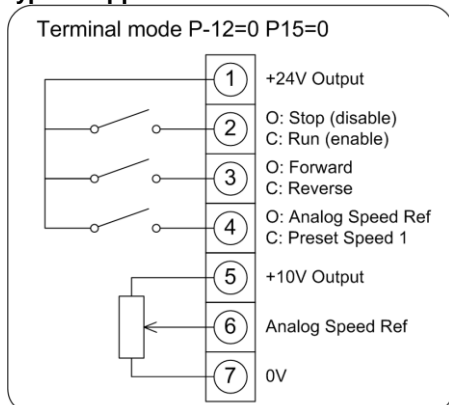 Terminal mode P-12=0 P15=0
1 +24V Output
2 O: Stop (disable)
C: Run (enable)
3 O: Forward
C: Reverse
4 O: Analog Speed Ref
C: Preset Speed 1
5 +10V Output
6 Analog Speed Ref
7 0V